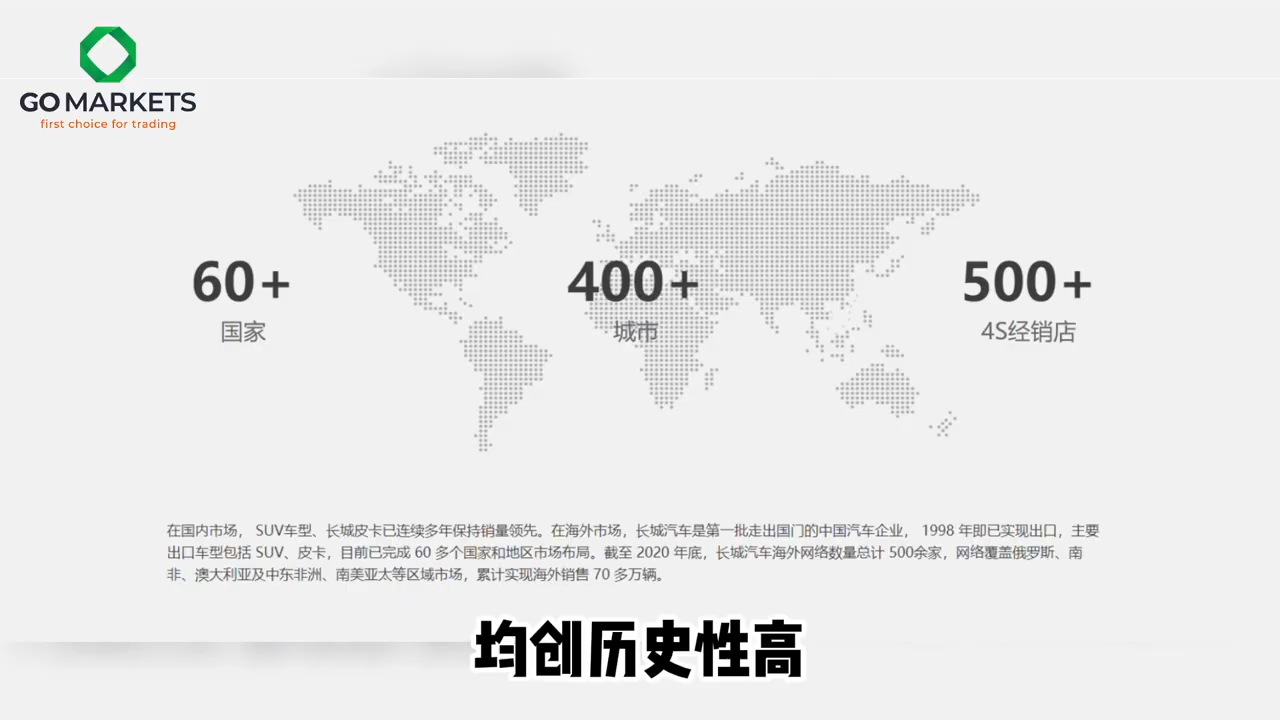 GO MARKETS
first choice for trading
60+
国家
400+
城市
500+
4S经销店
在国内市场， SUV车型、长城皮卡已连续多年保持销量领先。在海外市场，长城汽车是第一批走出国门的中国汽车企业， 1998 年即已实现出口，主要
出口车型包括 SUV、皮卡，目前已完成 60 多个国家和地区市场布局。截至 2020 年底，长城汽车海外网络数量总计 500余家，网络覆盖俄罗斯、南
非、澳大利亚及中东非洲、南美亚太等区域市场，累计实现海外销售 70 多万辆。
均创历史性高